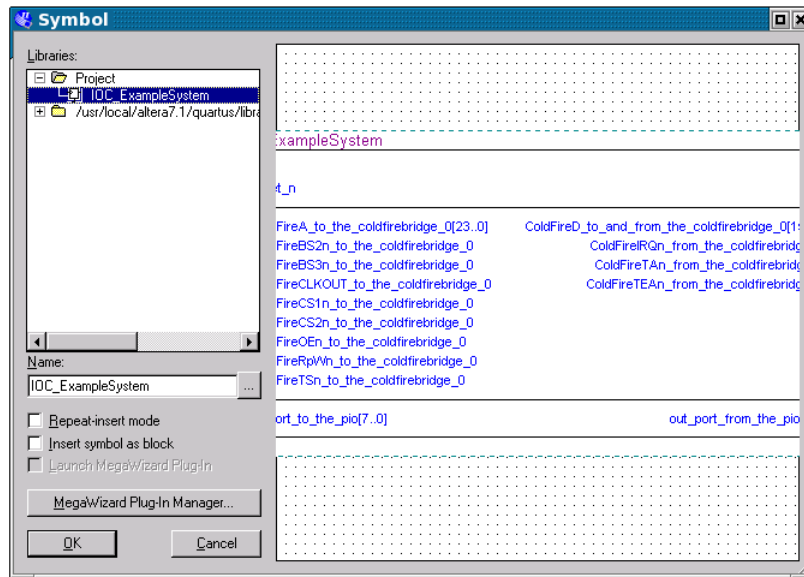 Symbol
Libraries:
Project
IOC_ExampleSystem
/usr/local/altera7.1/quartus/libra
Name:
IOC_ExampleSystem
...
Repeat-insert mode
Insert symbol as block
Launch MegaWizard Plug-In
MegaWizard Plug-In Manager...
OK
Cancel
ExampleSystem
et_n
FireA_to_the_coldfirebridge_0[23..0]
ColdFireD_to_and_from_the_coldfirebridge_0[1
FireBS2n_to_the_coldfirebridge_0
ColdFireIRQn_from_the_coldfirebridg
FireBS3n_to_the_coldfirebridge_0
ColdFireTAn_from_the_coldfirebridg
FireCLKOUT_to_the_coldfirebridge_0
ColdFireTEAn_from_the_coldfirebridg
FireCS1n_to_the_coldfirebridge_0
FireCS2n_to_the_coldfirebridge_0
FireOEn_to_the_coldfirebridge_0
FireRpWn_to_the_coldfirebridge_0
FireTSn_to_the_coldfirebridge_0
ort_to_the_pio[7..0]
out_port_from_the_pio